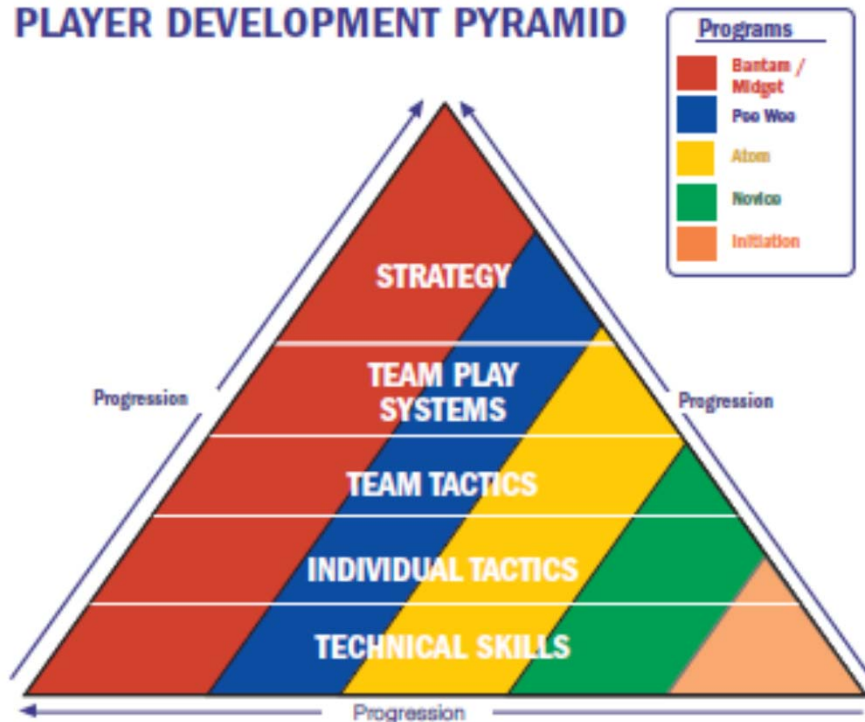 PLAYER DEVELOPMENT PYRAMID
Programs
Bantam /
Midget
Pee Wee
Atom
Novice
Initiation
STRATEGY
TEAM PLAY
SYSTEMS
Progression
Progression
TEAM TACTICS
INDIVIDUAL TACTICS
TECHNICAL SKILLS
Progression